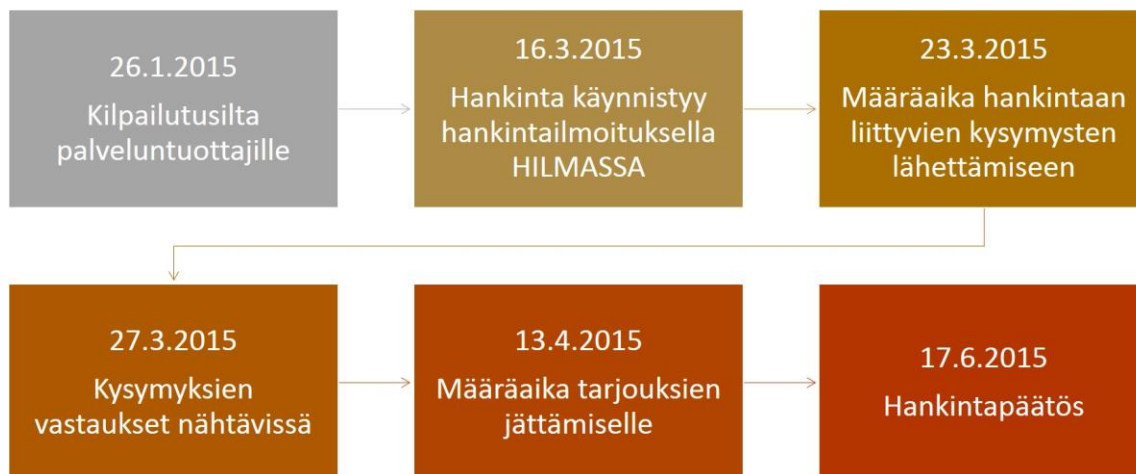 26.1.2015
Kilpailutusilta
palveluntuottajille
16.3.2015
Hankinta käynnistyy
hankintailmoituksella
HILMASSA
23.3.2015
Määräaika hankintaan
liittyvien kysymysten
lähettämiseen
27.3.2015
Kysymyksien
vastaukset nähtävissä
13.4.2015
Määräaika tarjouksien
jättämiselle
17.6.2015
Hankintapäätös